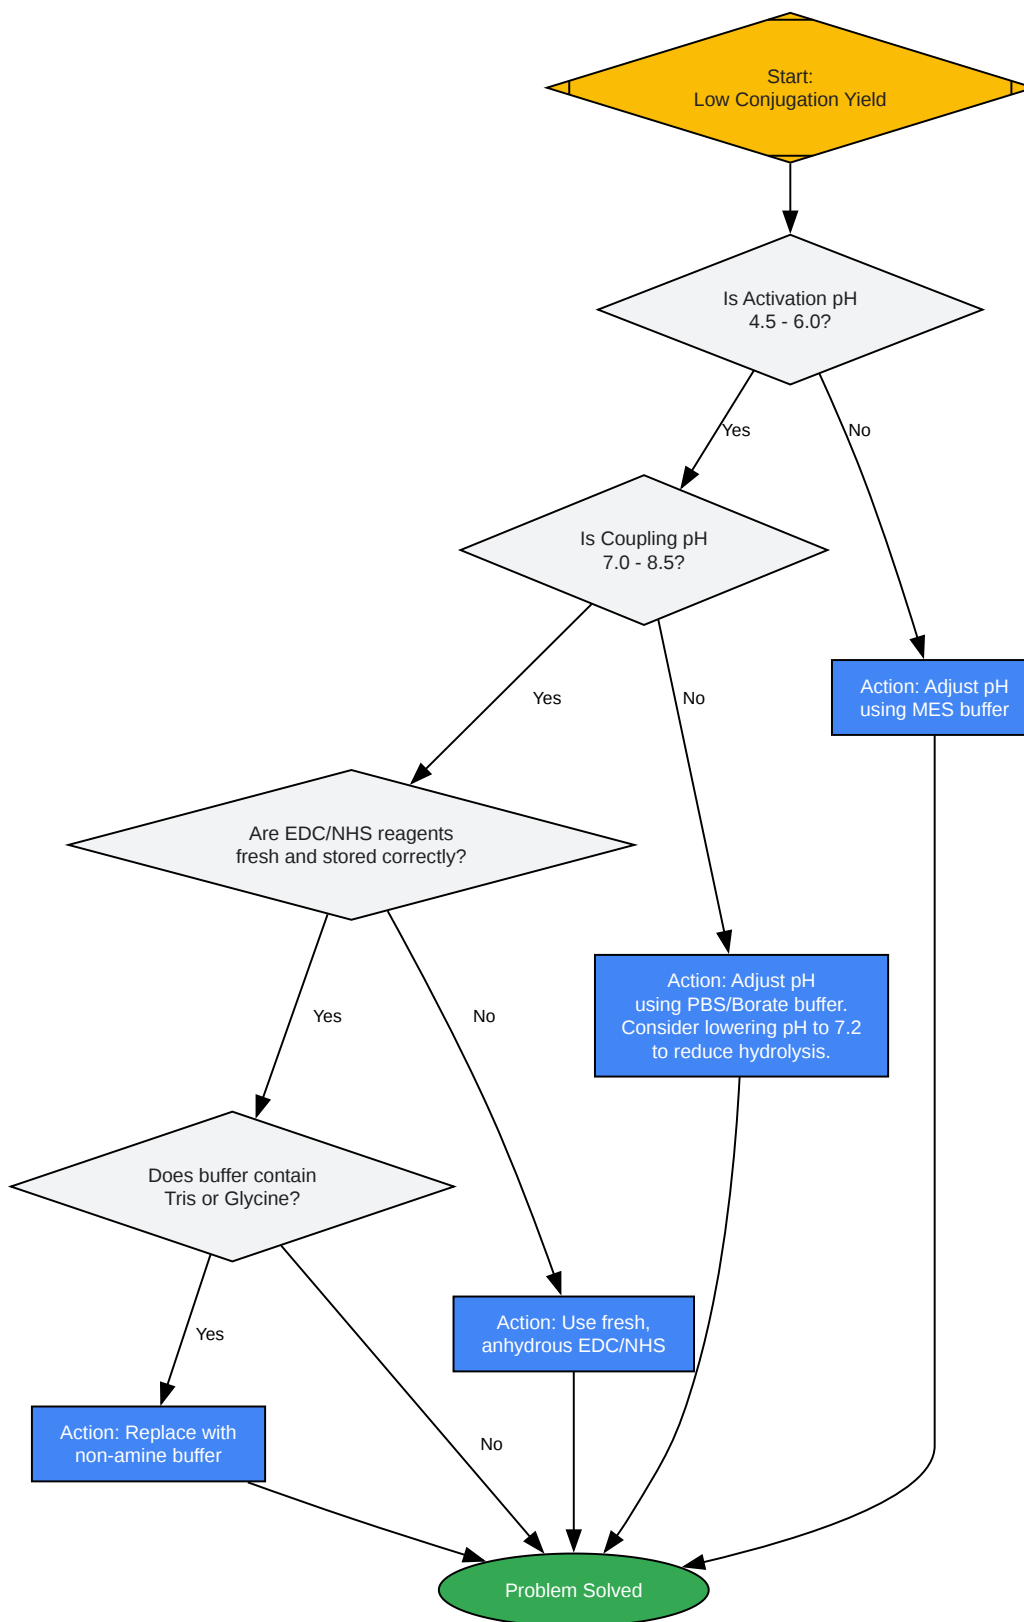 Start:
Low Conjugation Yield
Is Activation pH
4.5 - 6.0?
Yes
No
Is Coupling pH
7.0 - 8.5?
Action: Adjust pH
using MES buffer
Yes
No
Are EDC/NHS reagents
fresh and stored correctly?
Action: Adjust pH
using PBS/Borate buffer.
Consider lowering pH to 7.2
to reduce hydrolysis.
Yes
No
Does buffer contain
Tris or Glycine?
Action: Use fresh,
anhydrous EDC/NHS
Yes
No
Action: Replace with
non-amine buffer
Problem Solved